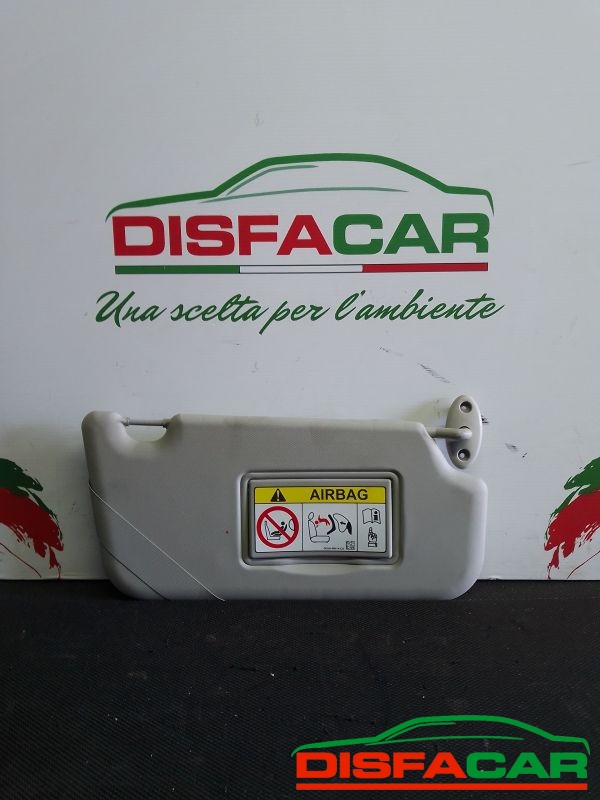 DISFACAR
Una scelta per l'ambiente
AIRBAG
DISFACAR